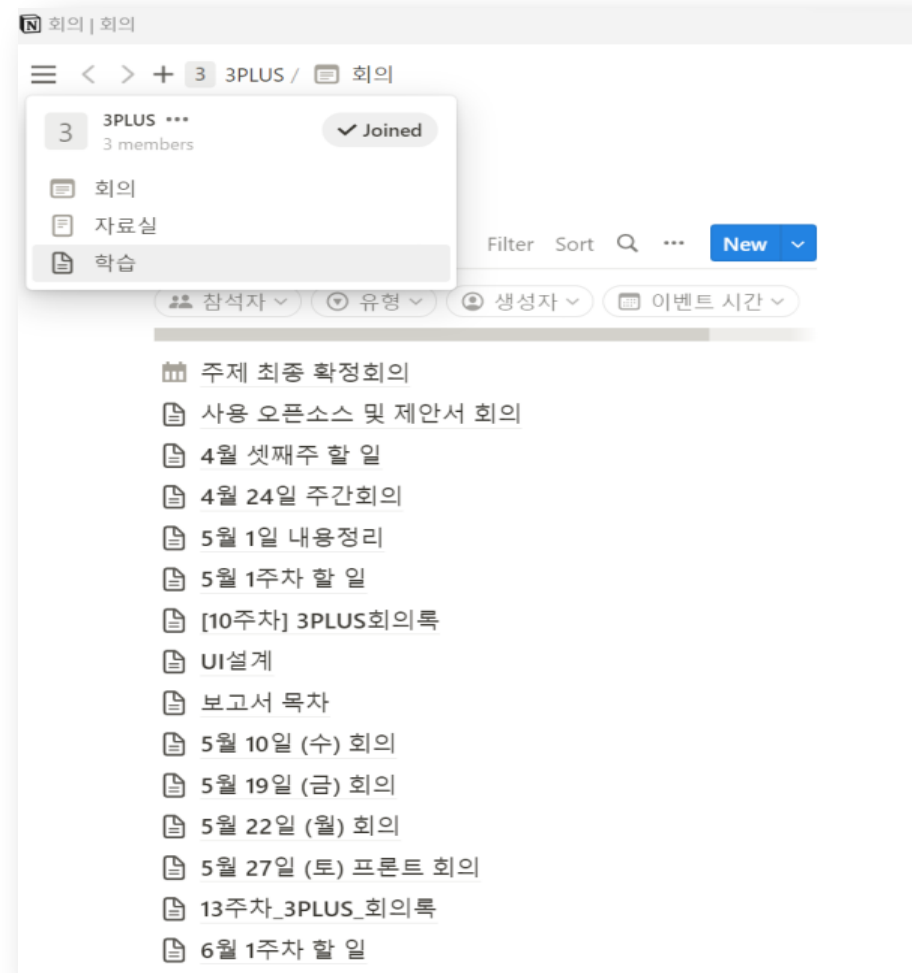 회의 | 회의
3 3PLUS / 회의
3 3PLUS ••• Joined
3 members
회의
자료실
학습
Filter Sort ••• New
참석자 유형 생성자 이벤트 시간
주제 최종 확정회의
사용 오픈소스 및 제안서 회의
4월 셋째주 할 일
4월 24일 주간회의
5월 1일 내용정리
5월 1주차 할 일
[10주차] 3PLUS회의록
UI설계
보고서 목차
5월 10일 (수) 회의
5월 19일 (금) 회의
5월 22일 (월) 회의
5월 27일 (토) 프론트 회의
13주차_3PLUS_회의록
6월 1주차 할 일